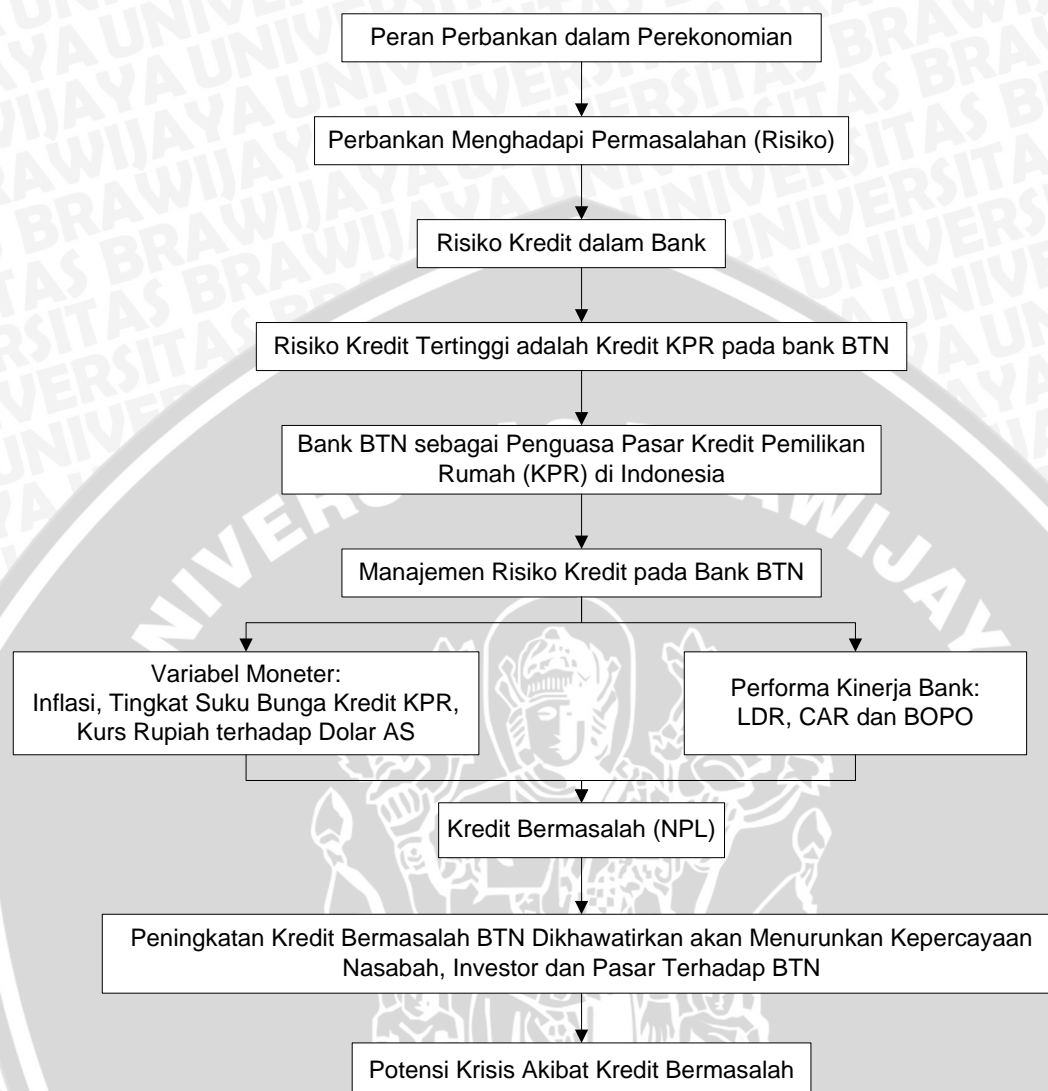 Peran Perbankan dalam Perekonomian
Perbankan Menghadapi Permasalahan (Risiko)
Risiko Kredit dalam Bank
Risiko Kredit Tertinggi adalah Kredit KPR pada bank BTN
Bank BTN sebagai Penguasa Pasar Kredit Pemilikan
Rumah (KPR) di Indonesia
Manajemen Risiko Kredit pada Bank BTN
Variabel Moneter:
Inflasi, Tingkat Suku Bunga Kredit KPR,
Kurs Rupiah terhadap Dolar AS
Performa Kinerja Bank:
LDR, CAR dan BOPO
Kredit Bermasalah (NPL)
Peningkatan Kredit Bermasalah BTN Dikhawatirkan akan Menurunkan Kepercayaan
Nasabah, Investor dan Pasar Terhadap BTN
Potensi Krisis Akibat Kredit Bermasalah